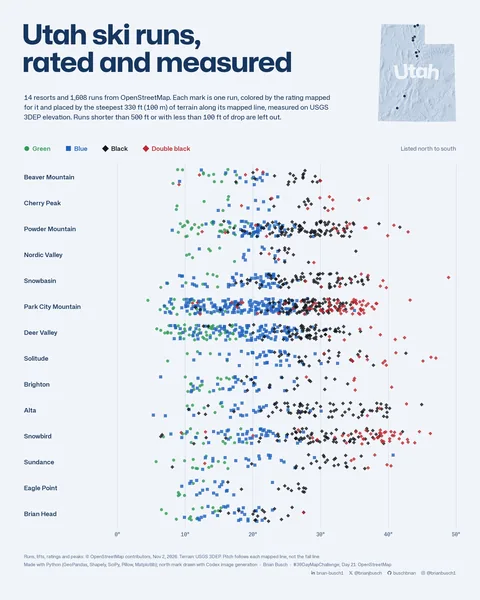 Utah ski runs,
rated and measured
Utah
14 resorts and 1,608 runs from OpenStreetMap. Each mark is one run, colored by the rating mapped
for it and placed by the steepest 330 ft (100 m) of terrain along its mapped line, measured on USGS
3DEP elevation. Runs shorter than 500 ft or with less than 100 ft of drop are left out.
Green Blue Black Double black Listed north to south
Beaver Mountain
Cherry Peak
Powder Mountain
Nordic Valley
Snowbasin
Park City Mountain
Deer Valley
Solitude
Brighton
Alta
Snowbird
Sundance
Eagle Point
Brian Head
0° 10° 20° 30° 40° 50°
Runs, lifts, ratings and peaks: © OpenStreetMap contributors, Nov 2, 2026. Terrain: USGS 3DEP. Pitch follows each mapped line, not the fall line.
Made with Python (GeoPandas, Shapely, SciPy, Pillow, Matplotlib); north mark drawn with Codex image generation · Brian Busch · #30DayMapChallenge, Day 21: OpenStreetMap
brian-busch1 @brianbusch buschbrian @brianbusch1